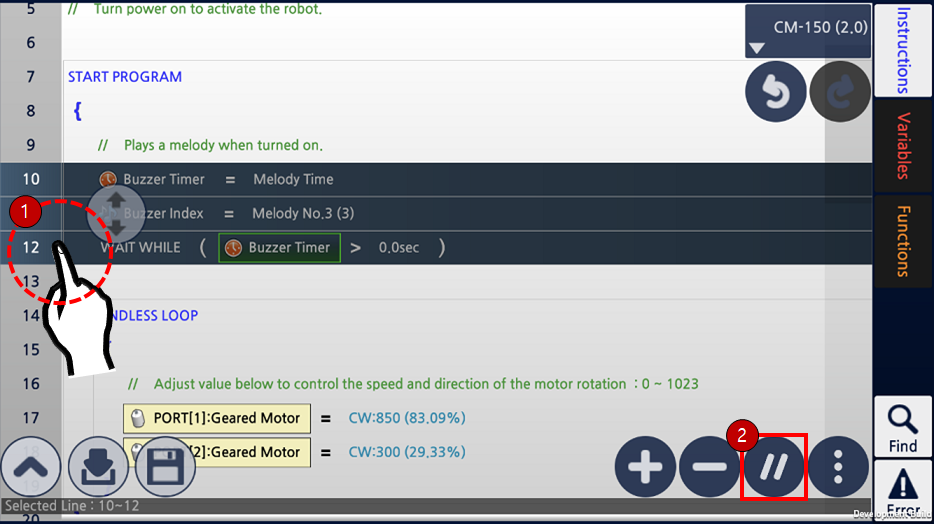 5 // Turn power on to activate the robot.
CM-150 (2.0)
Instructions
6
7 START PROGRAM
8 {
9 // Plays a melody when turned on.
Variables
10 Buzzer Timer = Melody Time
1
Buzzer Index = Melody No.3 (3)
Functions
12 WAIT WHILE ( Buzzer Timer > 0.0sec )
13
14 NDLESS LOOP
15
16 // Adjust value below to control the speed and direction of the motor rotation : 0 ~ 1023
17 PORT[1]:Geared Motor = CW:850 (83.09%)
2
[2]:Geared Motor = CW:300 (29.33%)
//
Find
Selected Line : 10~12
Error
Development Build
20